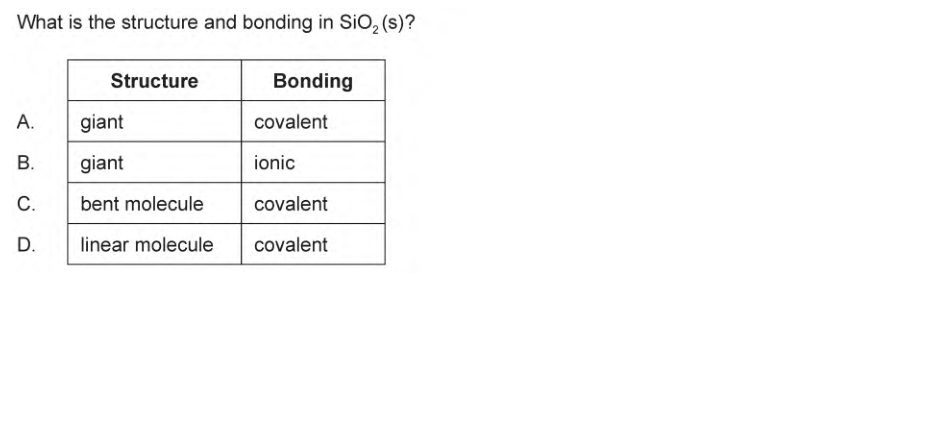 What is the structure and bonding in SiO₂(s)?
Structure Bonding
A. giant covalent
B. giant ionic
C. bent molecule covalent
D. linear molecule covalent